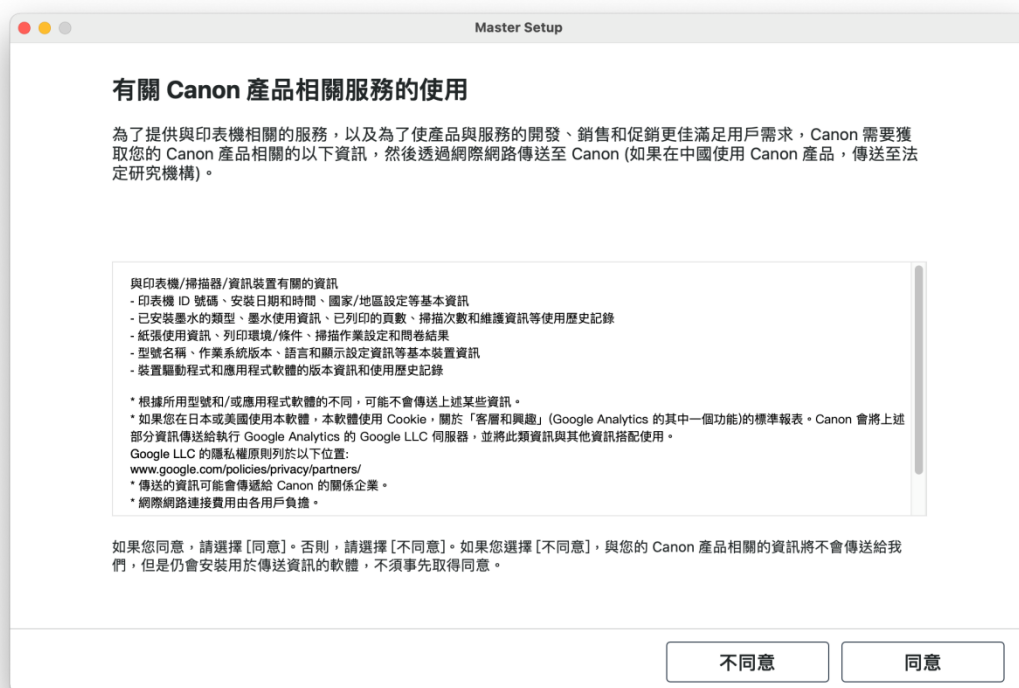 Master Setup
有關 Canon 產品相關服務的使用
為了提供與印表機相關的服務，以及為了使產品與服務的開發、銷售和促銷更佳滿足用戶需求，Canon 需要獲
取您的 Canon 產品相關的以下資訊，然後透過網際網路傳送至 Canon (如果在中國使用 Canon 產品，傳送至法
定研究機構)。
與印表機/掃描器/資訊裝置有關的資訊
- 印表機 ID 號碼、安裝日期和時間、國家/地區設定等基本資訊
- 已安裝墨水的類型、墨水使用資訊、已列印的頁數、掃描次數和維護資訊等使用歷史記錄
- 紙張使用資訊、列印環境/條件、掃描作業設定和問卷結果
- 型號名稱、作業系統版本、語言和顯示設定資訊等基本裝置資訊
- 裝置驅動程式和應用程式軟體的版本資訊和使用歷史記錄
* 根據所用型號和/或應用程式軟體的不同，可能不會傳送上述某些資訊。
* 如果您在日本或美國使用本軟體，本軟體使用 Cookie，關於「客層和興趣」(Google Analytics 的其中一個功能)的標準報表。Canon 會將上述
部分資訊傳送給執行 Google Analytics 的 Google LLC 伺服器，並將此類資訊與其他資訊搭配使用。
Google LLC 的隱私權原則列於以下位置:
www.google.com/policies/privacy/partners/
* 傳送的資訊可能會傳遞給 Canon 的關係企業。
* 網際網路連接費用由各用戶負擔。
如果您同意，請選擇 [同意]。否則，請選擇 [不同意]。如果您選擇 [不同意]，與您的 Canon 產品相關的資訊將不會傳送給我
們，但是仍會安裝用於傳送資訊的軟體，不須事先取得同意。
不同意
同意